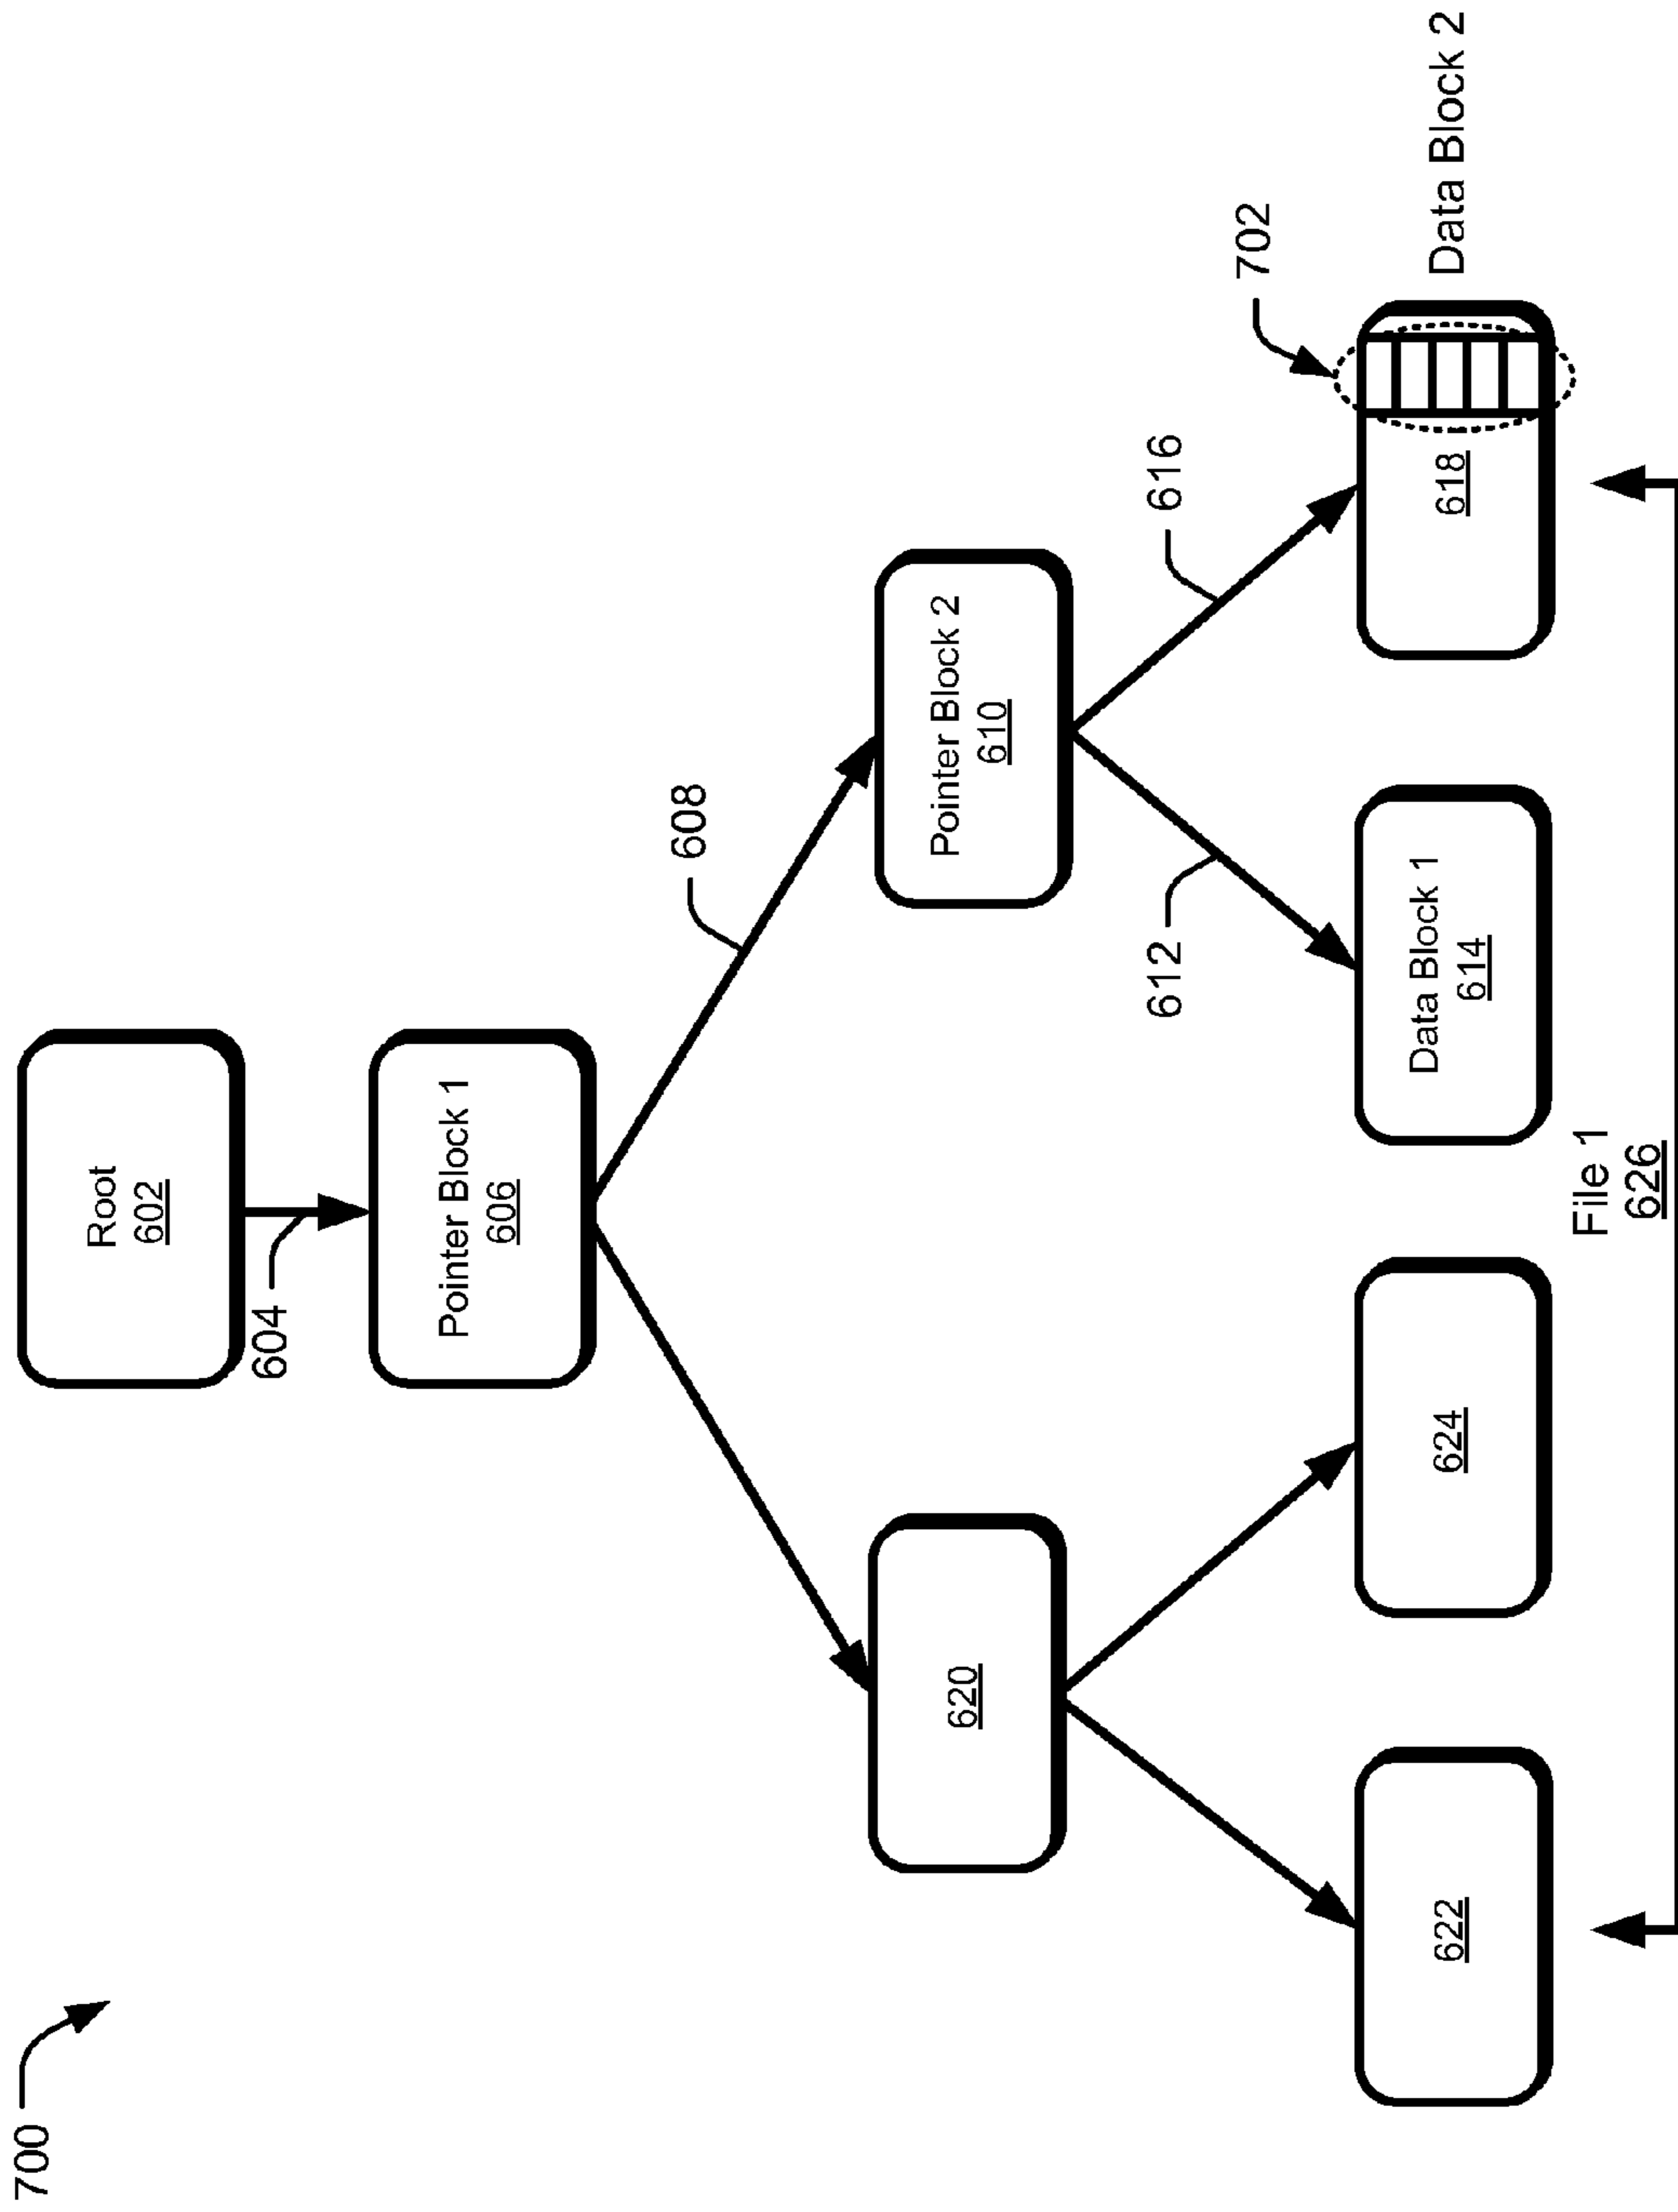 700
Root
602
604
Pointer Block 1
606
608
Pointer Block 2
610
620
612
616
702
622
624
Data Block 1
614
618
Data Block 2
File 1
626